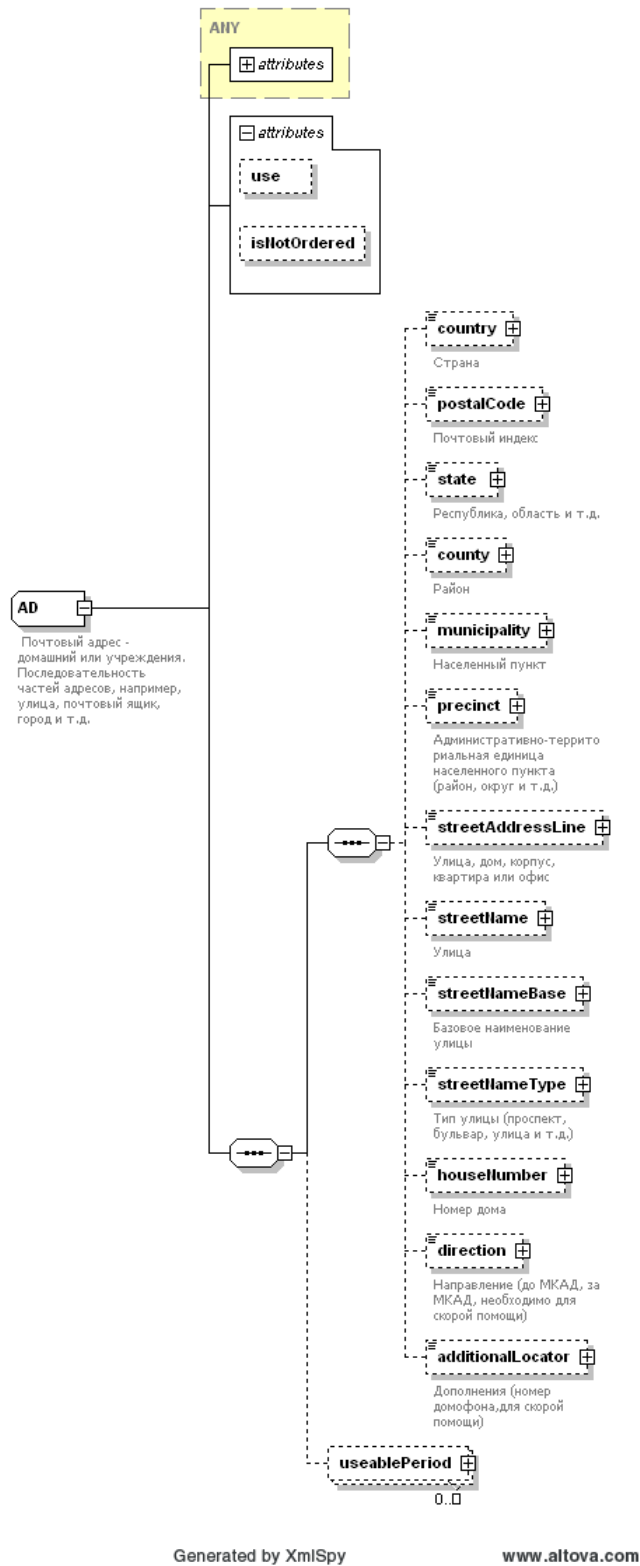 ANY
attributes
attributes
use
isNotOrdered
country
Страна
postalCode
Почтовый индекс
state
Республика, область и т.д.
county
Район
AD
Почтовый адрес -
домашний или учреждения.
Последовательность
частей адресов, например,
улица, почтовый ящик,
город и т.д.
municipality
Населенный пункт
precinct
Административно-террито
риальная единица
населенного пункта
(район, округ и т.д.)
streetAddressLine
Улица, дом, корпус,
квартира или офис
streetName
Улица
streetNameBase
Базовое наименование
улицы
streetNameType
Тип улицы (проспект,
бульвар, улица и т.д.)
houseNumber
Номер дома
direction
Направление (до МКАД, за
МКАД, необходимо для
скорой помощи)
additionalLocator
Дополнения (номер
домофона,для скорой
помощи)
useablePeriod
0..
Generated by XmlSpy
www.altova.com